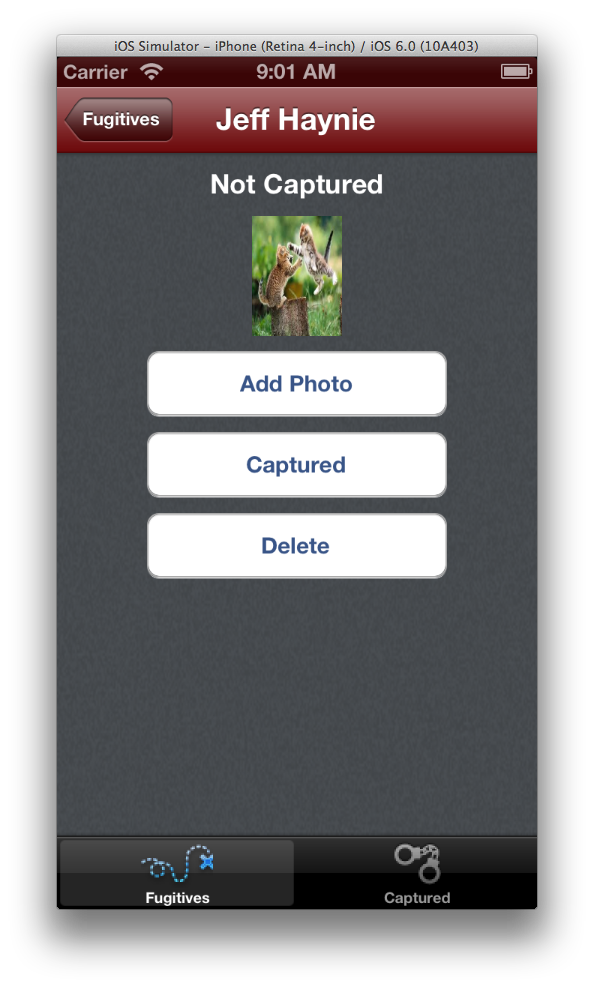 iOS Simulator – iPhone (Retina 4-inch) / iOS 6.0 (10A403)
Carrier 9:01 AM
Fugitives Jeff Haynie
Not Captured
Add Photo
Captured
Delete
Fugitives Captured